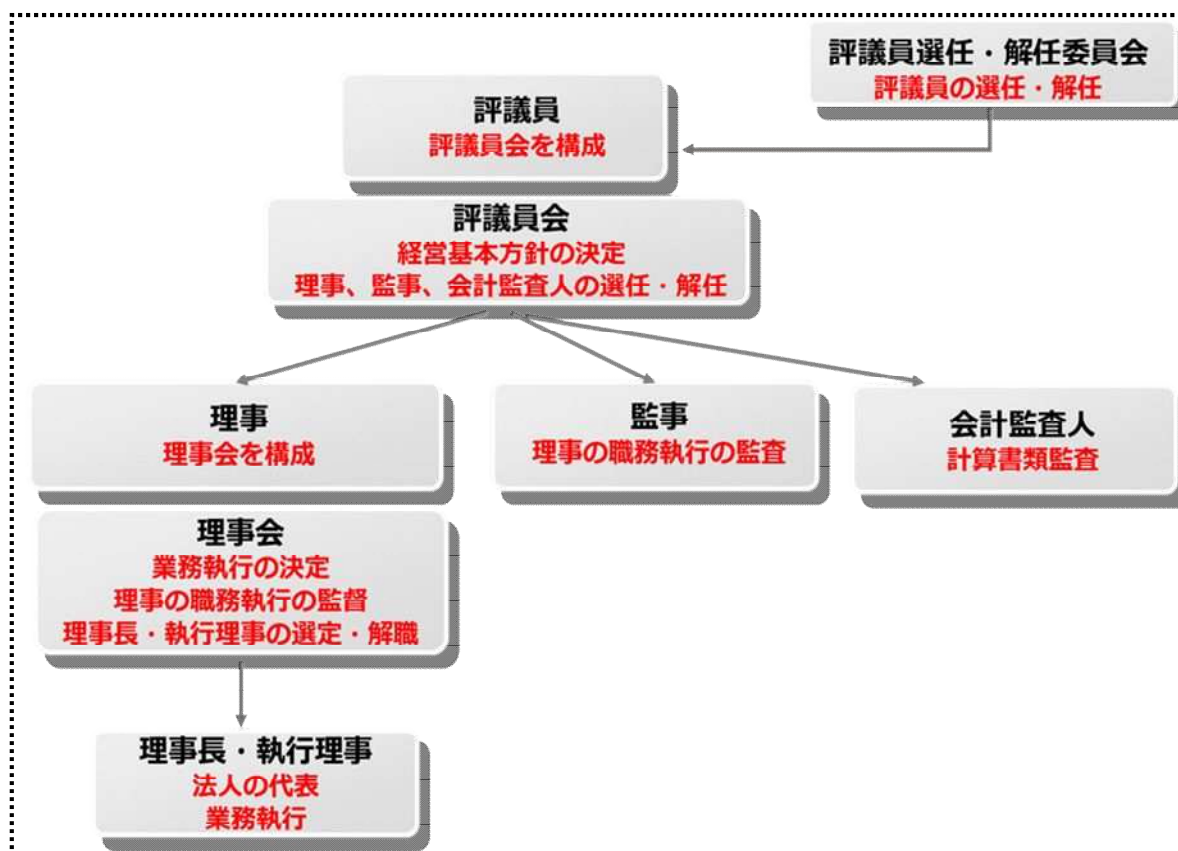 評議員選任・解任委員会
評議員の選任・解任
評議員
評議員会を構成
評議員会
経営基本方針の決定
理事、監事、会計監査人の選任・解任
理事
理事会を構成
監事
理事の職務執行の監査
会計監査人
計算書類監査
理事会
業務執行の決定
理事の職務執行の監督
理事長・執行理事の選定・解職
理事長・執行理事
法人の代表
業務執行